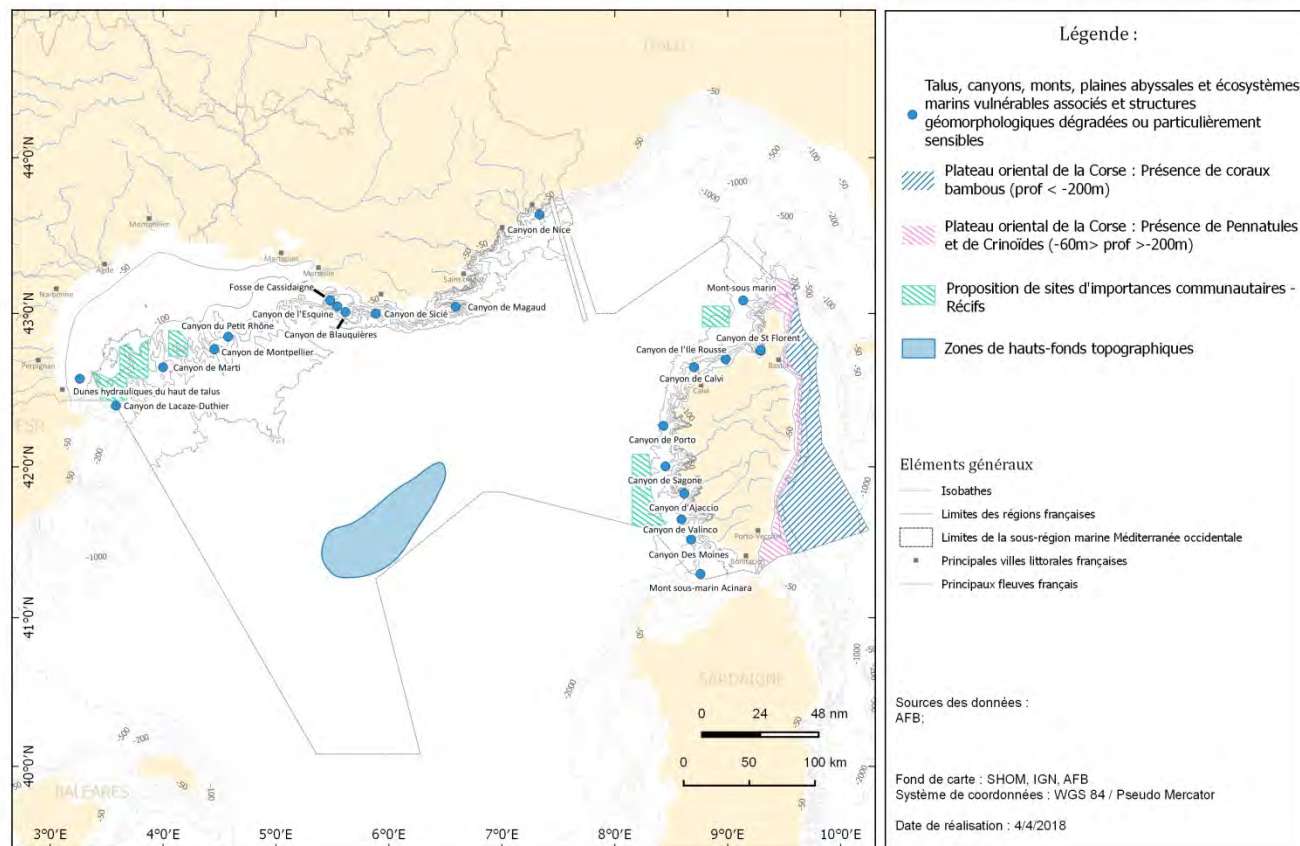 ITALIE
44°0'N
43°0'N
42°0'N
41°0'N
40°0'N
3°0'E
4°0'E
5°0'E
6°0'E
7°0'E
8°0'E
9°0'E
10°0'E
Montpellier
Agde
Narbonne
Perpignan
Martigues
Marseille
Canyon de Nice
Fosse de Cassidaigne
Canyon de l'Esquine
Canyon de Blauquières
Canyon de Sicié
Canyon de Magaud
Canyon du Petit Rhône
Canyon de Montpellier
Canyon de Marti
Dunes hydrauliques du haut de talus
Canyon de Lacaze-Duthier
Mont-sous marin
Canyon de St Florent
Canyon de l'Ile Rousse
Bastia
Canyon de Calvi
Calvi
Canyon de Porto
Canyon de Sagone
Canyon d'Ajaccio
Canyon de Valinco
Porto-Vecchio
Canyon Des Moines
Bonifacio
Mont sous-marin Acinara
SARDAIGNE
BALEARES
0 24 48 nm
0 50 100 km
-50
-100
-200
-500
-1000
-2000
Légende :
Talus, canyons, monts, plaines abyssales et écosystèmes
marins vulnérables associés et structures
géomorphologiques dégradées ou particulièrement
sensibles
Plateau oriental de la Corse : Présence de coraux
bambous (prof < -200m)
Plateau oriental de la Corse : Présence de Pennatules
et de Crinoïdes (-60m> prof >-200m)
Proposition de sites d'importances communautaires -
Récifs
Zones de hauts-fonds topographiques
Eléments généraux
Isobathes
Limites des régions françaises
Limites de la sous-région marine Méditerranée occidentale
Principales villes littorales françaises
Principaux fleuves français
Sources des données :
AFB;
Fond de carte : SHOM, IGN, AFB
Système de coordonnées : WGS 84 / Pseudo Mercator
Date de réalisation : 4/4/2018